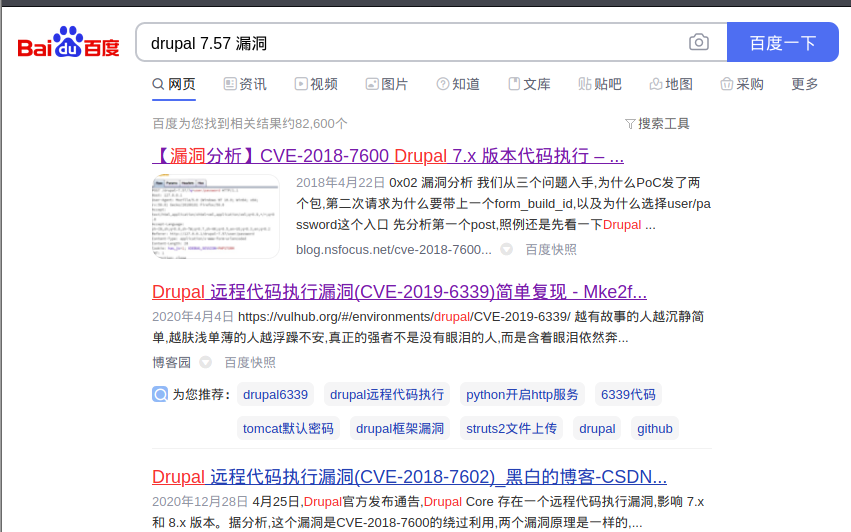 Bai du 百度
drupal 7.57 漏洞
百度一下
网页 资讯 视频 图片 知道 文库 贴吧 地图 采购 更多
百度为您找到相关结果约82,600个 搜索工具
【漏洞分析】CVE-2018-7600 Drupal 7.x 版本代码执行 – ...
2018年4月22日 0x02 漏洞分析 我们从三个问题入手,为什么PoC发了两
个包,第二次请求为什么要带上一个form_build_id,以及为什么选择user/pa
ssword这个入口 先分析第一个post,照例还是先看一下Drupal ...
blog.nsfocus.net/cve-2018-7600... 百度快照
Drupal 远程代码执行漏洞(CVE-2019-6339)简单复现 - Mke2f...
2020年4月4日 https://vulhub.org/#/environments/drupal/CVE-2019-6339/ 越有故事的人越沉静简
单,越肤浅单薄的人越浮躁不安,真正的强者不是没有眼泪的人,而是含着眼泪依然奔...
博客园 百度快照
为您推荐: drupal6339 drupal远程代码执行 python开启http服务 6339代码
tomcat默认密码 drupal框架漏洞 struts2文件上传 drupal github
Drupal 远程代码执行漏洞(CVE-2018-7602)_黑白的博客-CSDN...
2020年12月28日 4月25日,Drupal官方发布通告,Drupal Core 存在一个远程代码执行漏洞,影响 7.x
和 8.x 版本。据分析,这个漏洞是CVE-2018-7600的绕过利用,两个漏洞原理是一样的,...